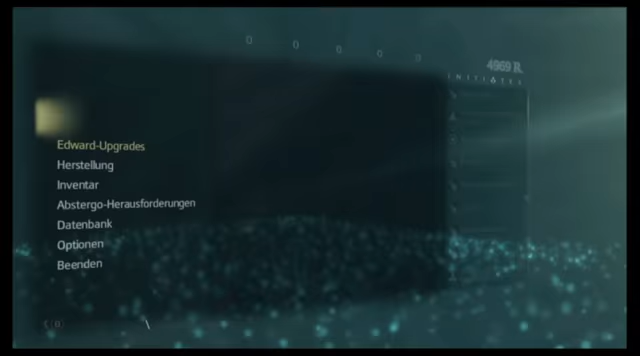 0 0 0 0 0
4969 R
INITIATES
Edward-Upgrades
Herstellung
Inventar
Abstergo-Herausforderungen
Datenbank
Optionen
Beenden